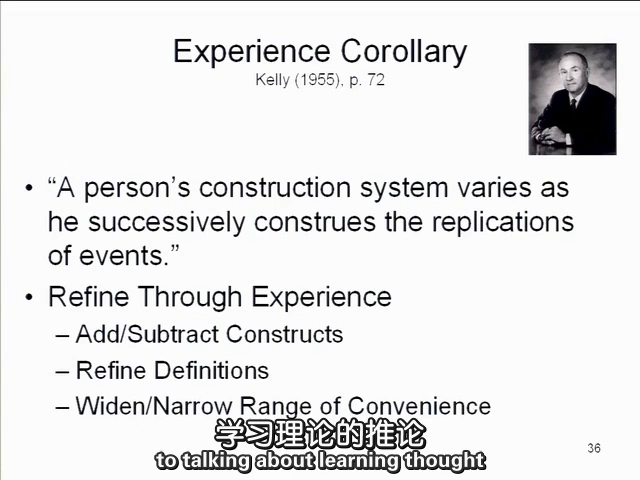 Experience Corollary
Kelly (1955), p. 72
• “A person’s construction system varies as
he successively construes the replications
of events.”
• Refine Through Experience
– Add/Subtract Constructs
– Refine Definitions
– Widen/Narrow Range of Convenience
学习理论的推论
to talking about learning thought
36